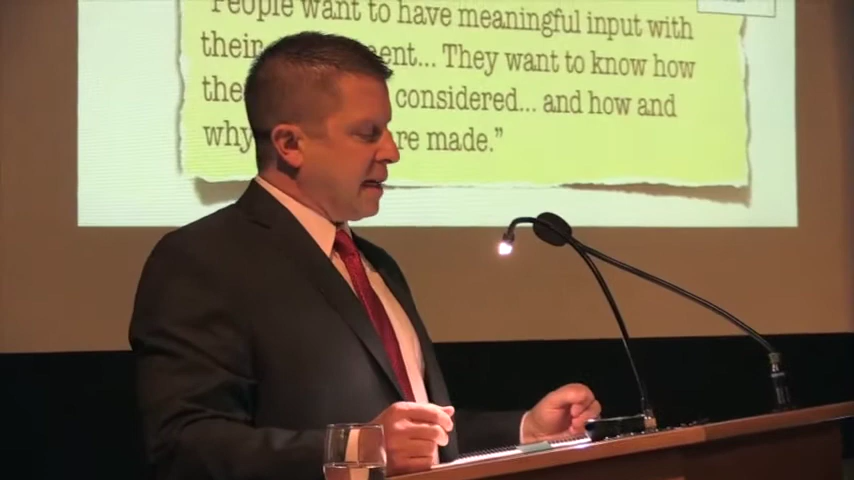 "People want to have meaningful input with
their ent... They want to know how
the considered... and how and
why re made."